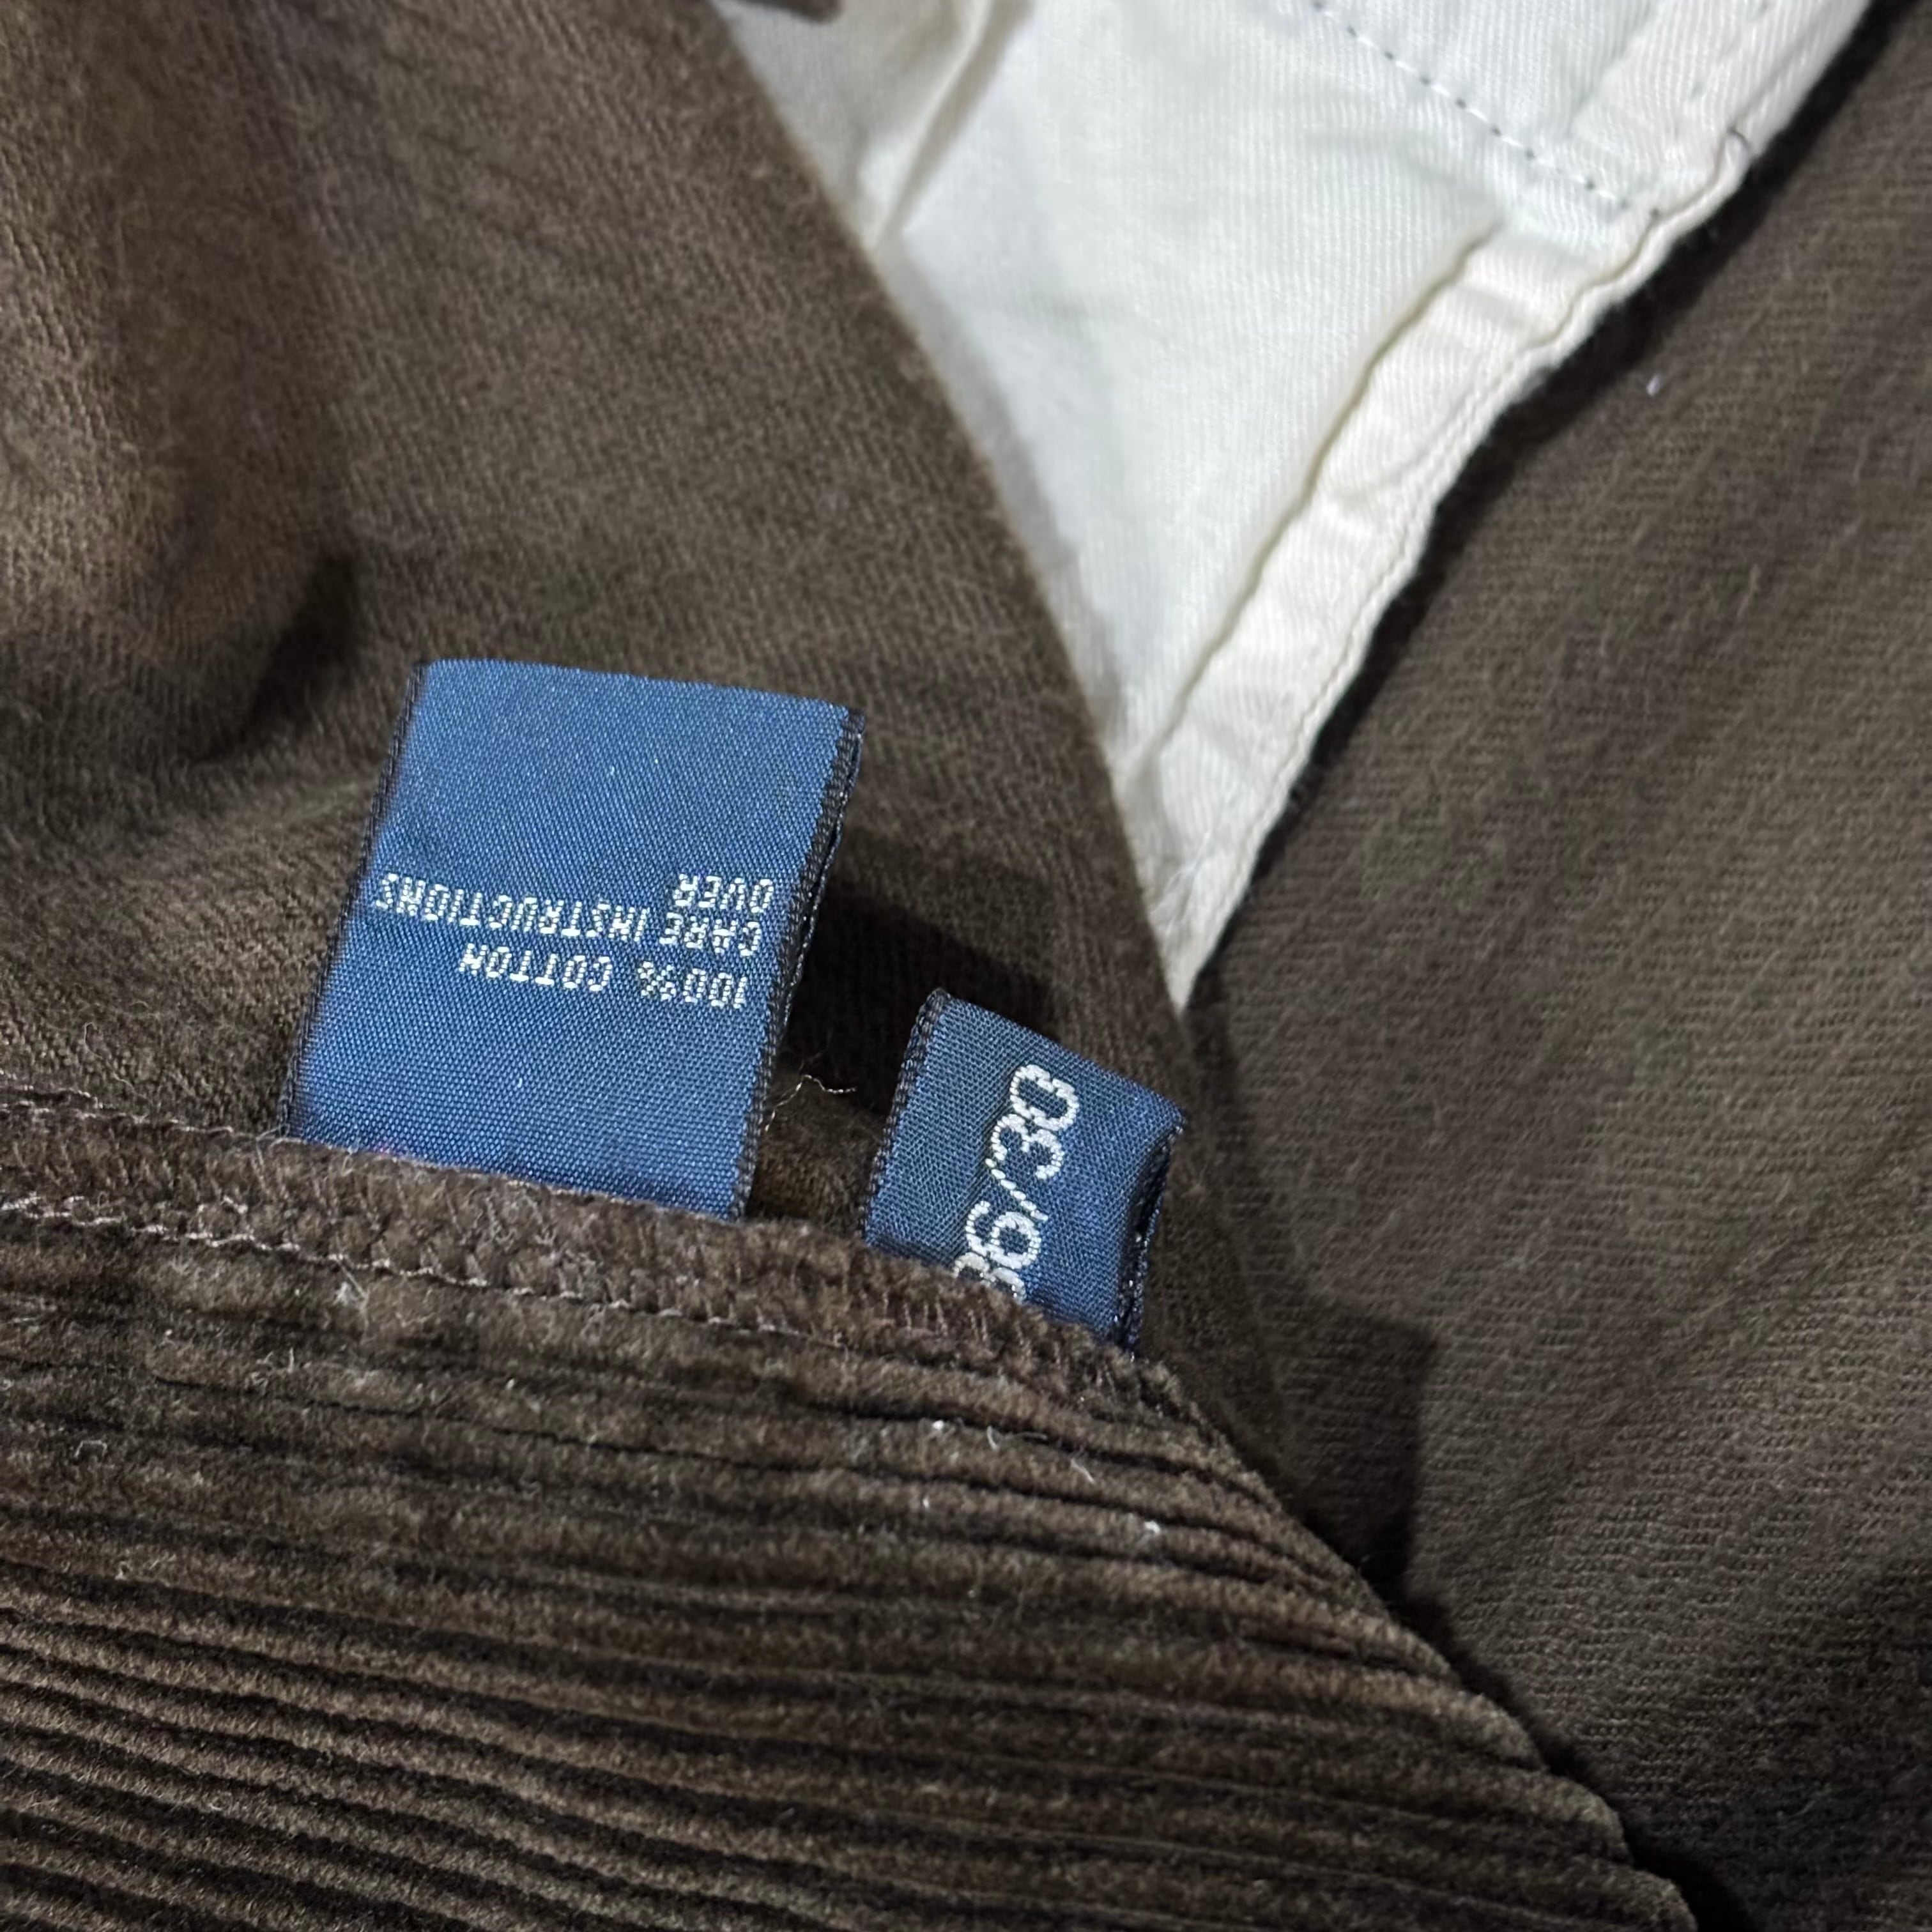 100% COTTON
CARE INSTRUCTIONS
OVER
36/30